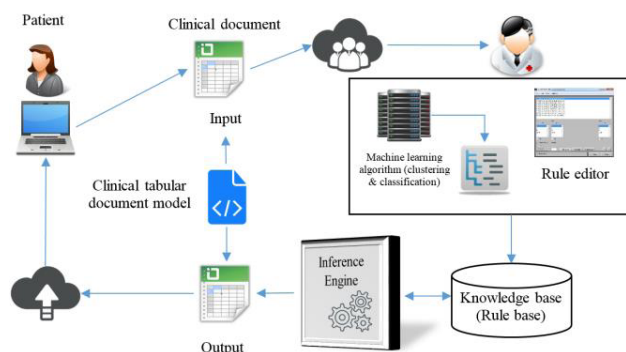 Patient
Clinical document
Input
Clinical tabular
document model
Machine learning
algorithm (clustering
& classification)
Rule editor
Inference
Engine
Knowledge base
(Rule base)
Output